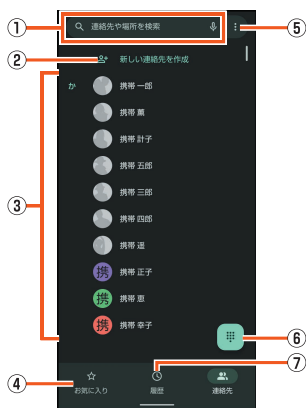 ① 連絡先や場所を検索 ⑤
② 新しい連絡先を作成
か 携帯 一郎
携帯 薫
携帯 計子
携帯 五郎
③ 携帯 三郎
携帯 四郎
携帯 遥
携 携帯 正子
携 携帯 恵
携 携帯 幸子
⑥
⑦
④ お気に入り 履歴 連絡先